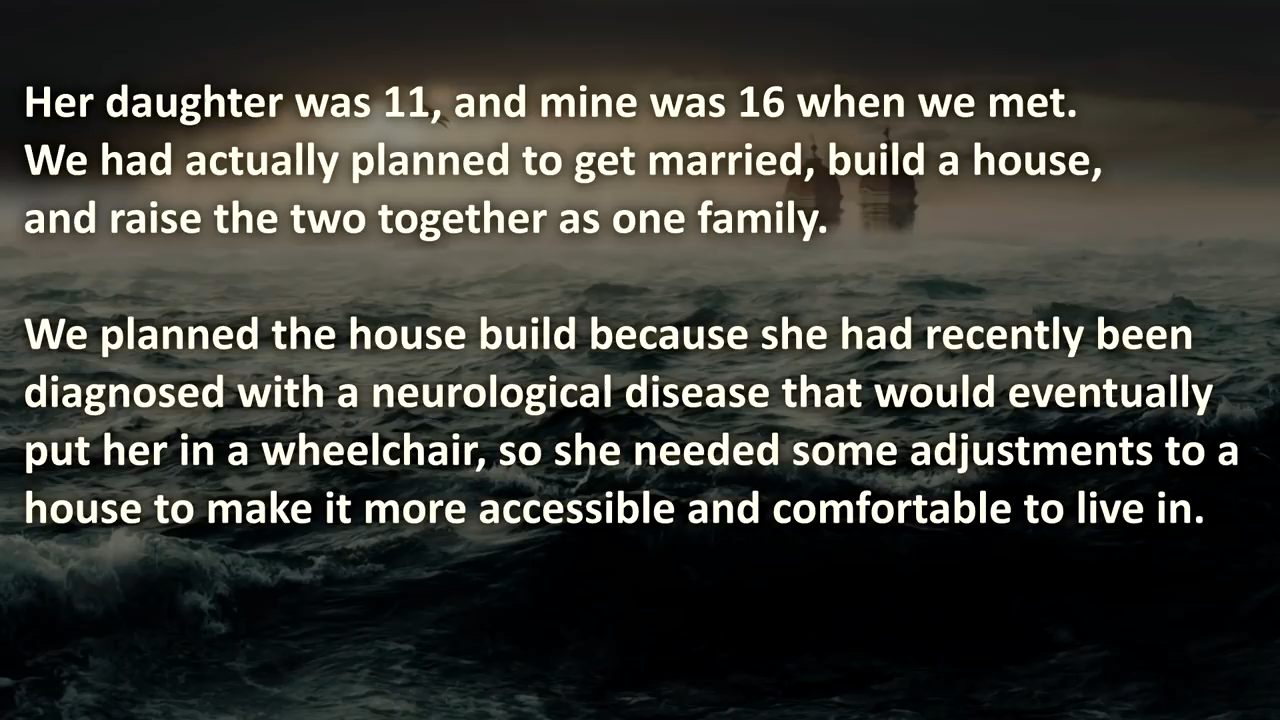 Her daughter was 11, and mine was 16 when we met.
We had actually planned to get married, build a house,
and raise the two together as one family.
We planned the house build because she had recently been
diagnosed with a neurological disease that would eventually
put her in a wheelchair, so she needed some adjustments to a
house to make it more accessible and comfortable to live in.